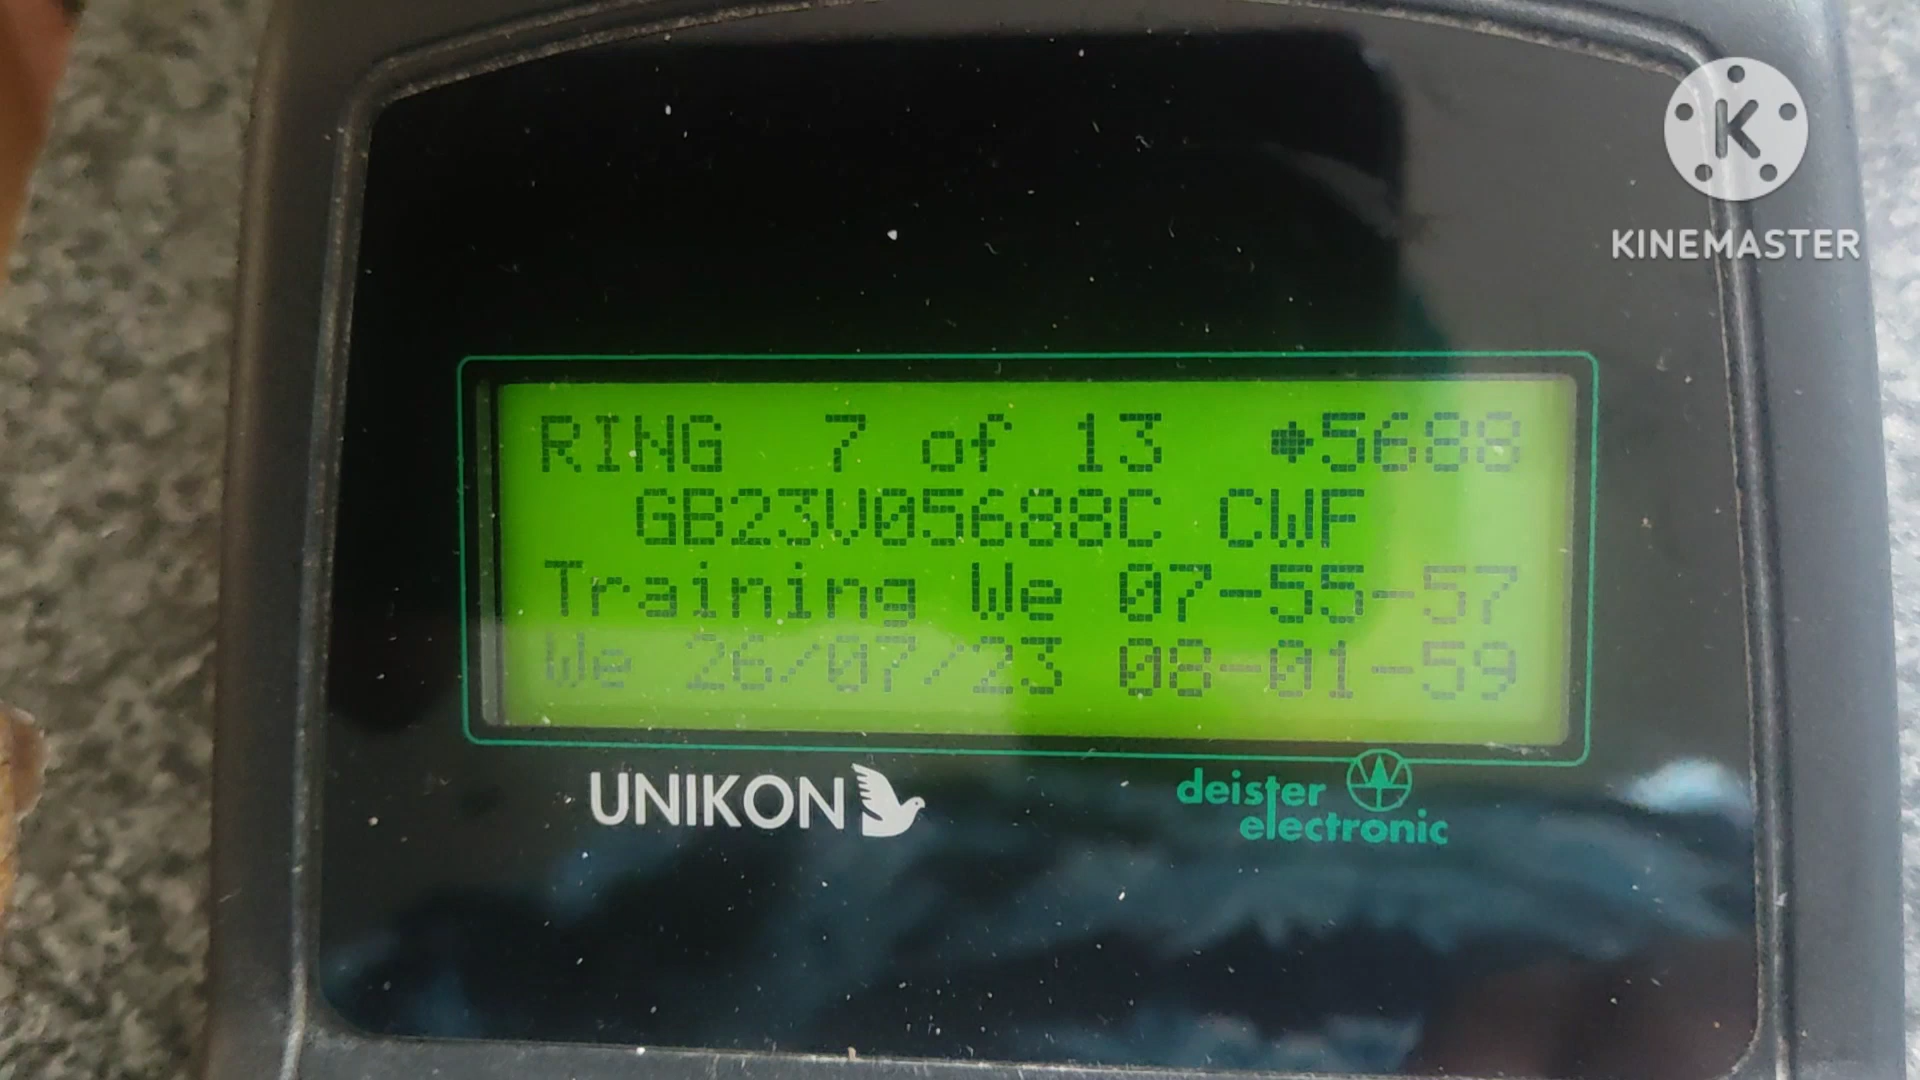 K
KINEMASTER
RING 7 of 13 5688
GB23V05688C CWF
Training We 07-55-57
We 26/07/23 08-01-59
UNIKON
deister
electronic